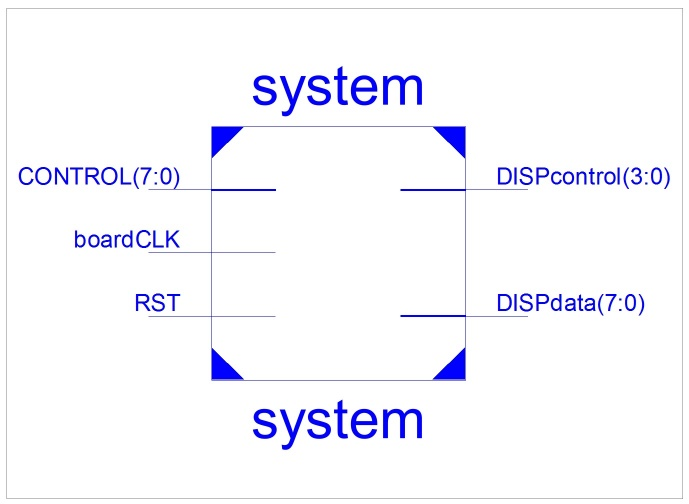 system
CONTROL(7:0)
DISPcontrol(3:0)
boardCLK
RST
DISPdata(7:0)
system